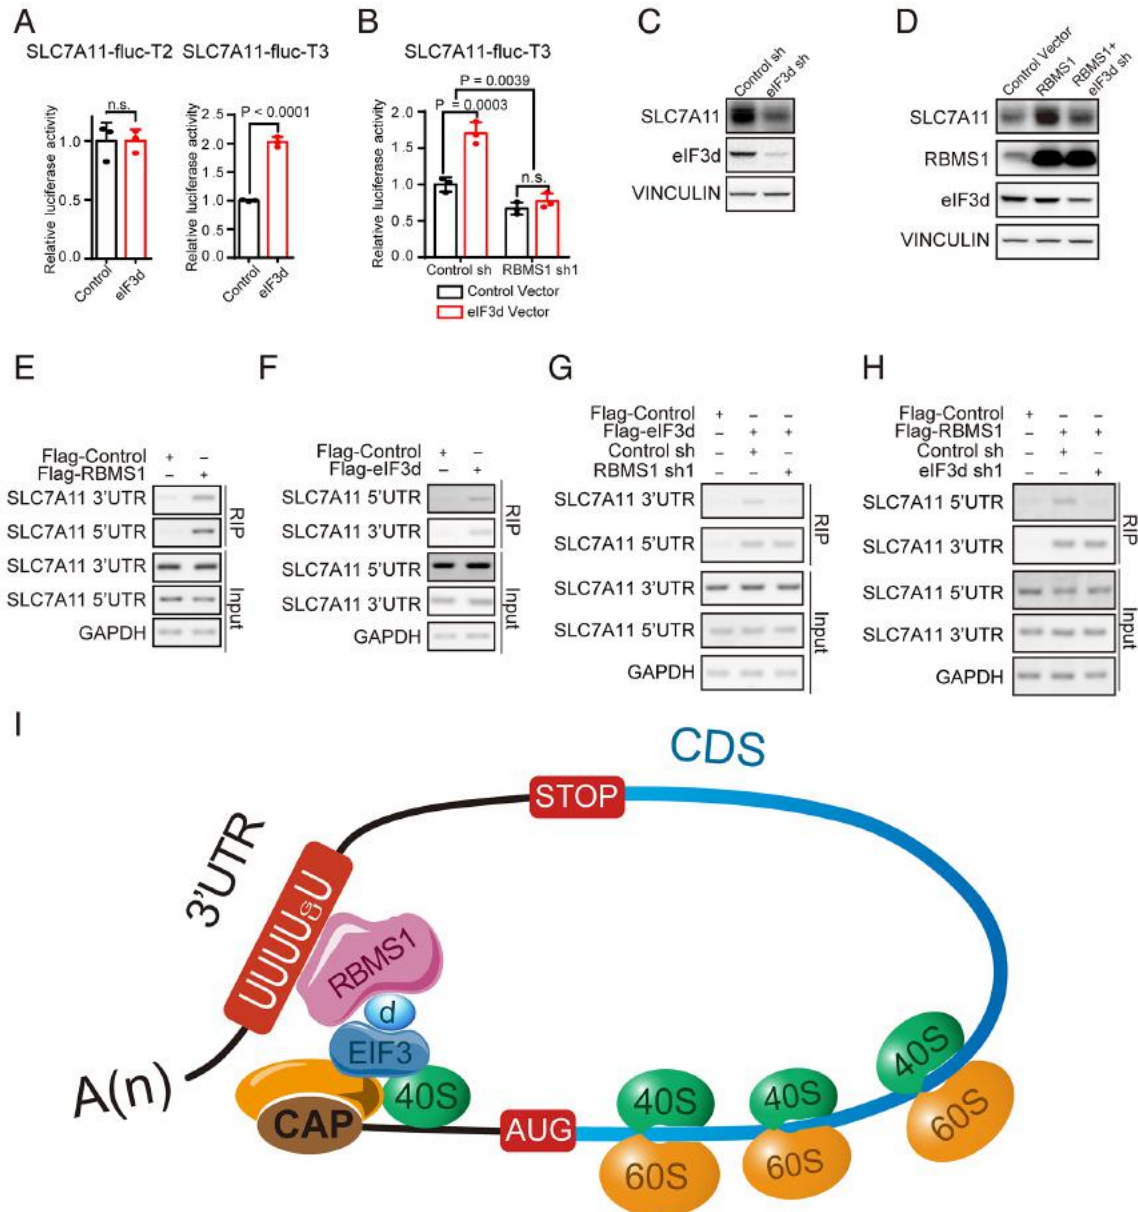 A
SLC7A11-fluc-T2
SLC7A11-fluc-T3
Relative luciferase activity
1.0
0.5
0.0
n.s.
Control
eIF3d
Relative luciferase activity
2.5
2.0
1.5
1.0
0.5
0.0
P < 0.0001
Control
eIF3d
B
SLC7A11-fluc-T3
Relative luciferase activity
2.0
1.5
1.0
0.5
0
P = 0.0039
P = 0.0003
n.s.
Control sh
RBMS1 sh1
Control Vector
eIF3d Vector
C
Control sh
eIF3d sh
SLC7A11
eIF3d
VINCULIN
D
Control Vector
RBMS1
RBMS1+
eIF3d sh
SLC7A11
RBMS1
eIF3d
VINCULIN
E
Flag-Control + −
Flag-RBMS1 − +
SLC7A11 3'UTR
SLC7A11 5'UTR
RIP
SLC7A11 3'UTR
SLC7A11 5'UTR
GAPDH
Input
F
Flag-Control + −
Flag-eIF3d − +
SLC7A11 5'UTR
SLC7A11 3'UTR
RIP
SLC7A11 5'UTR
SLC7A11 3'UTR
GAPDH
Input
G
Flag-Control + − −
Flag-eIF3d − + +
Control sh − + −
RBMS1 sh1 − − +
SLC7A11 3'UTR
SLC7A11 5'UTR
RIP
SLC7A11 3'UTR
SLC7A11 5'UTR
GAPDH
Input
H
Flag-Control + − −
Flag-RBMS1 − + +
Control sh − + −
eIF3d sh1 − − +
SLC7A11 5'UTR
SLC7A11 3'UTR
RIP
SLC7A11 5'UTR
SLC7A11 3'UTR
GAPDH
Input
I
CDS
STOP
3'UTR
UUUUGUU
RBMS1
d
EIF3
A(n)
CAP
40S
AUG
40S
60S
40S
60S
40S
60S